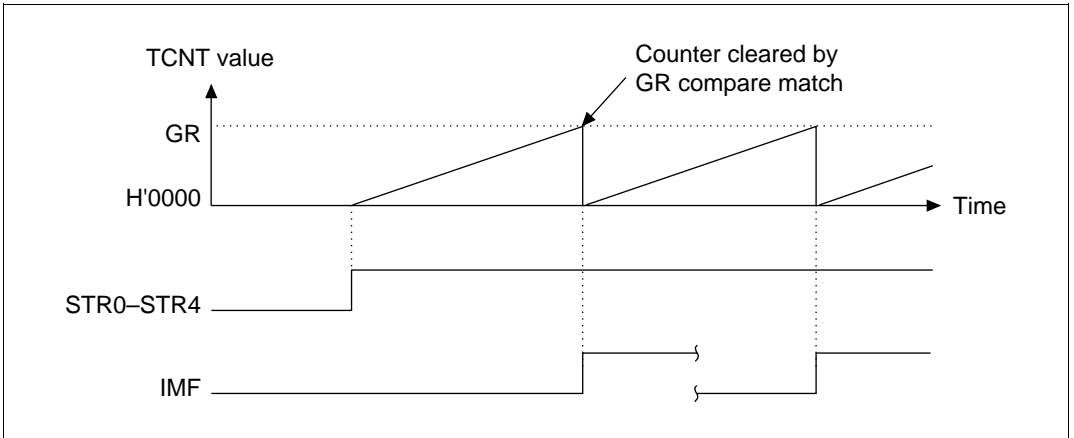 TCNT value
Counter cleared by
GR compare match
GR
H'0000
Time
STR0–STR4
IMF